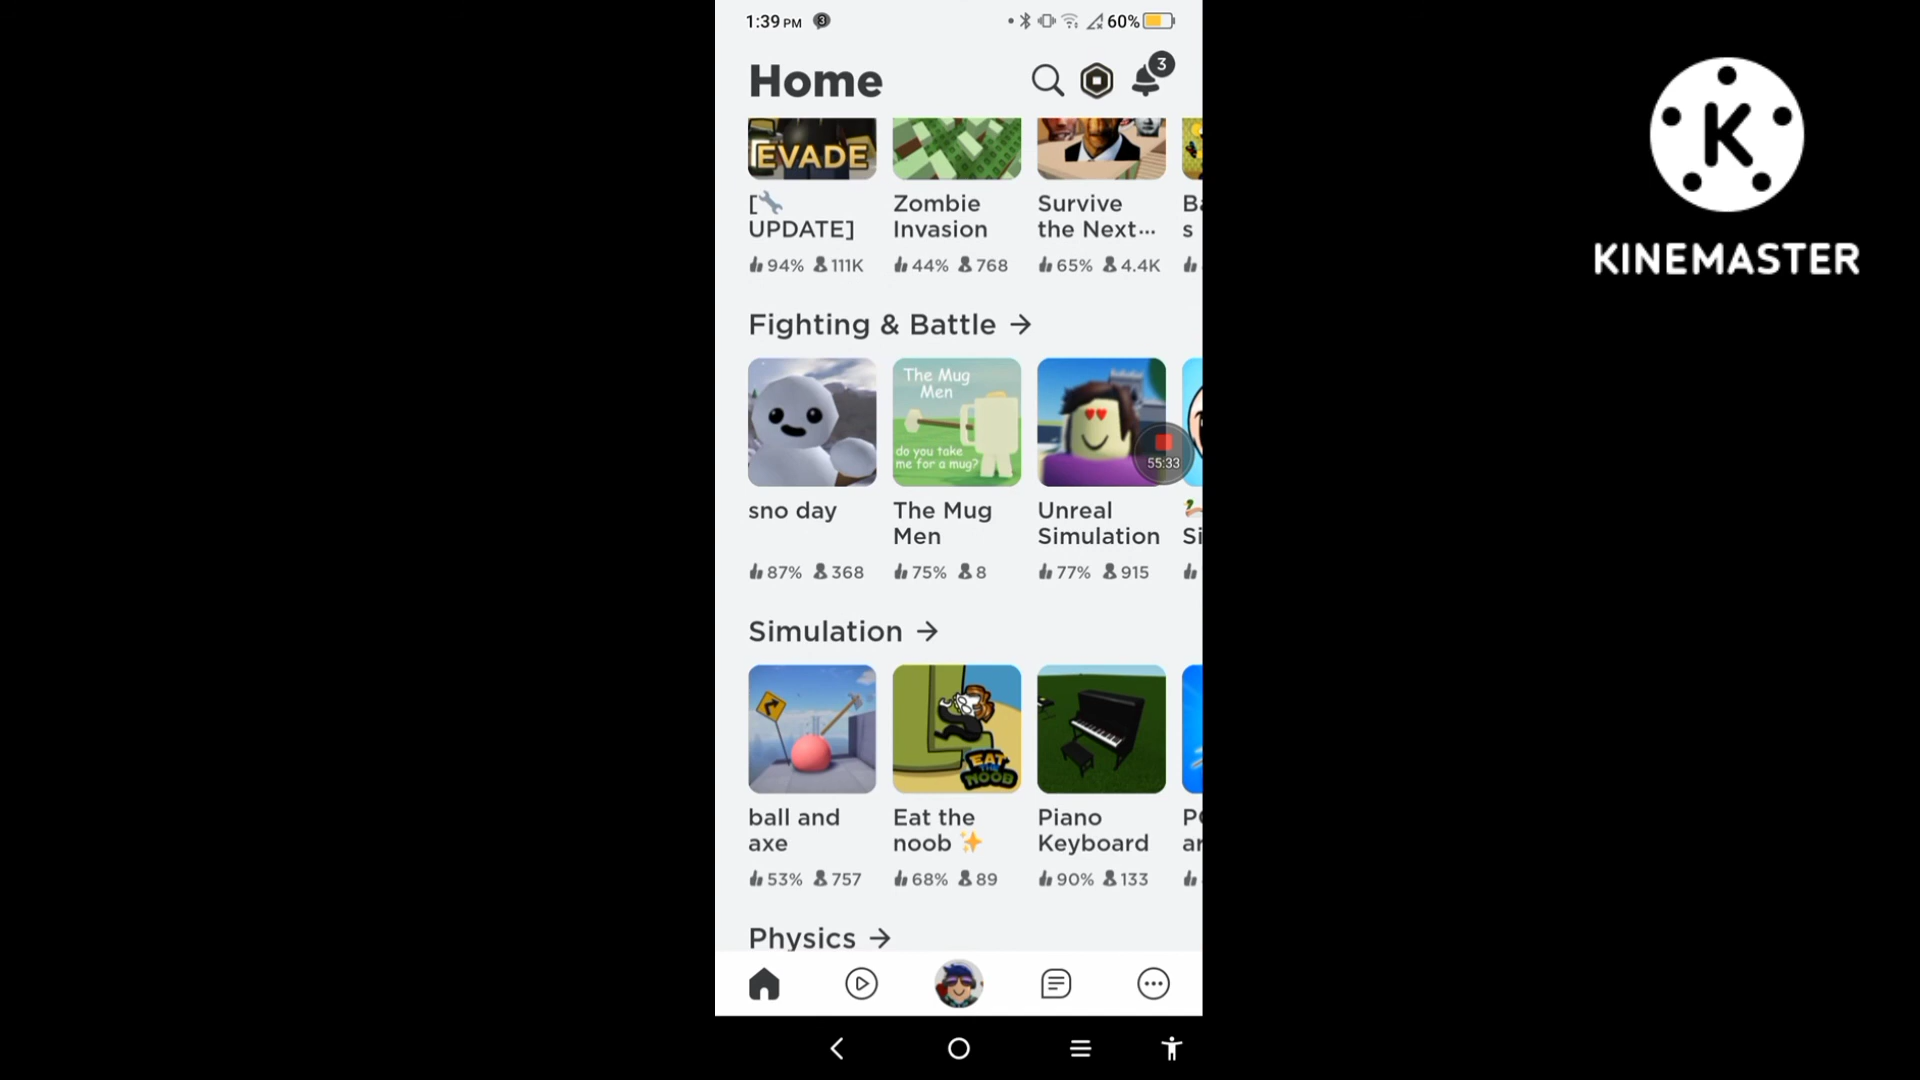 1:39 PM 3 60%
Home
3
EVADE
[🔧
UPDATE]
94% 111K
Zombie
Invasion
44% 768
Survive
the Next...
65% 4.4K
s
Fighting & Battle →
sno day
87% 368
The Mug
Men
do you take
me for a mug?
The Mug
Men
75% 8
Unreal
Simulation
77% 915
55:33
Si
Simulation →
ball and
axe
53% 757
EAT
THE
NOOB
Eat the
noob ✨
68% 89
Piano
Keyboard
90% 133
Physics →
K
KINEMASTER